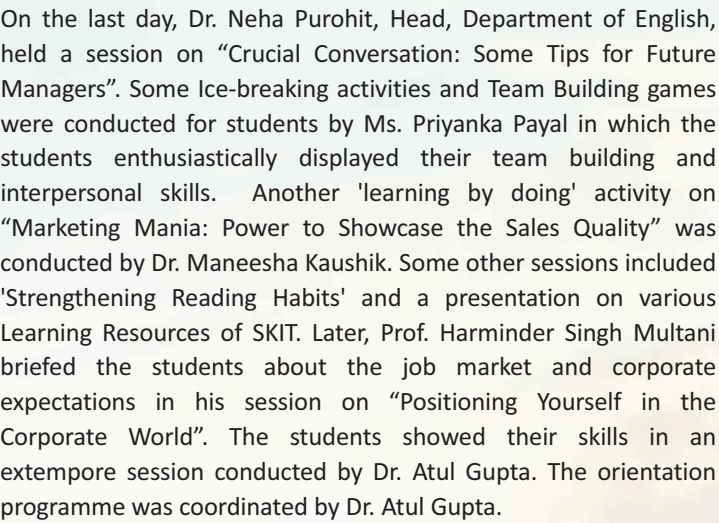 On the last day, Dr. Neha Purohit, Head, Department of English,
held a session on “Crucial Conversation: Some Tips for Future
Managers”. Some Ice-breaking activities and Team Building games
were conducted for students by Ms. Priyanka Payal in which the
students enthusiastically displayed their team building and
interpersonal skills.  Another 'learning by doing' activity on
“Marketing Mania: Power to Showcase the Sales Quality” was
conducted by Dr. Maneesha Kaushik. Some other sessions included
'Strengthening Reading Habits' and a presentation on various
Learning Resources of SKIT. Later, Prof. Harminder Singh Multani
briefed the students about the job market and corporate
expectations in his session on “Positioning Yourself in the
Corporate World”. The students showed their skills in an
extempore session conducted by Dr. Atul Gupta. The orientation
programme was coordinated by Dr. Atul Gupta.